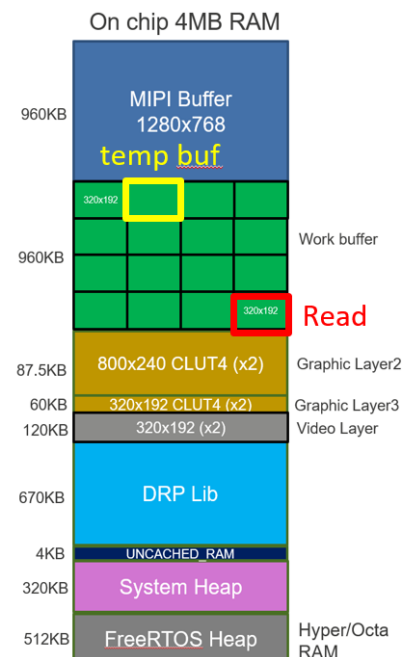 On chip 4MB RAM
960KB
MIPI Buffer
1280x768
temp buf
320x192
Work buffer
960KB
320x192
Read
87.5KB
800x240 CLUT4 (x2)
Graphic Layer2
60KB
320x192 CLUT4 (x2)
Graphic Layer3
120KB
320x192 (x2)
Video Layer
670KB
DRP Lib
4KB
UNCACHED_RAM
320KB
System Heap
512KB
FreeRTOS Heap
Hyper/Octa
RAM